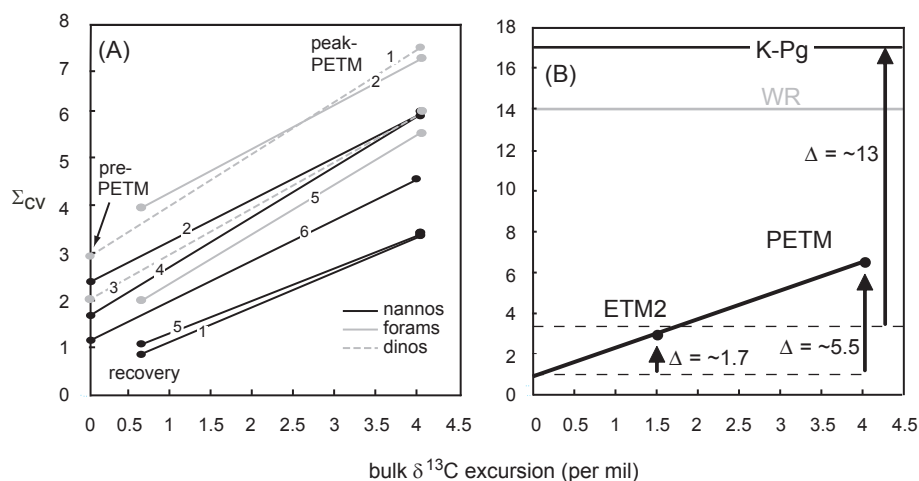 8
7
6
5
4
3
2
1
0
Σcv
(A)
peak-
PETM
pre-
PETM
1
2
2
5
6
4
3
5
1
recovery
nannos
forams
dinos
0 0.5 1 1.5 2 2.5 3 3.5 4 4.5
18
16
14
12
10
8
6
4
2
0
(B)
K-Pg
WR
Δ = ~13
PETM
ETM2
Δ = ~1.7
Δ = ~5.5
0 0.5 1 1.5 2 2.5 3 3.5 4 4.5
bulk δ¹³C excursion (per mil)